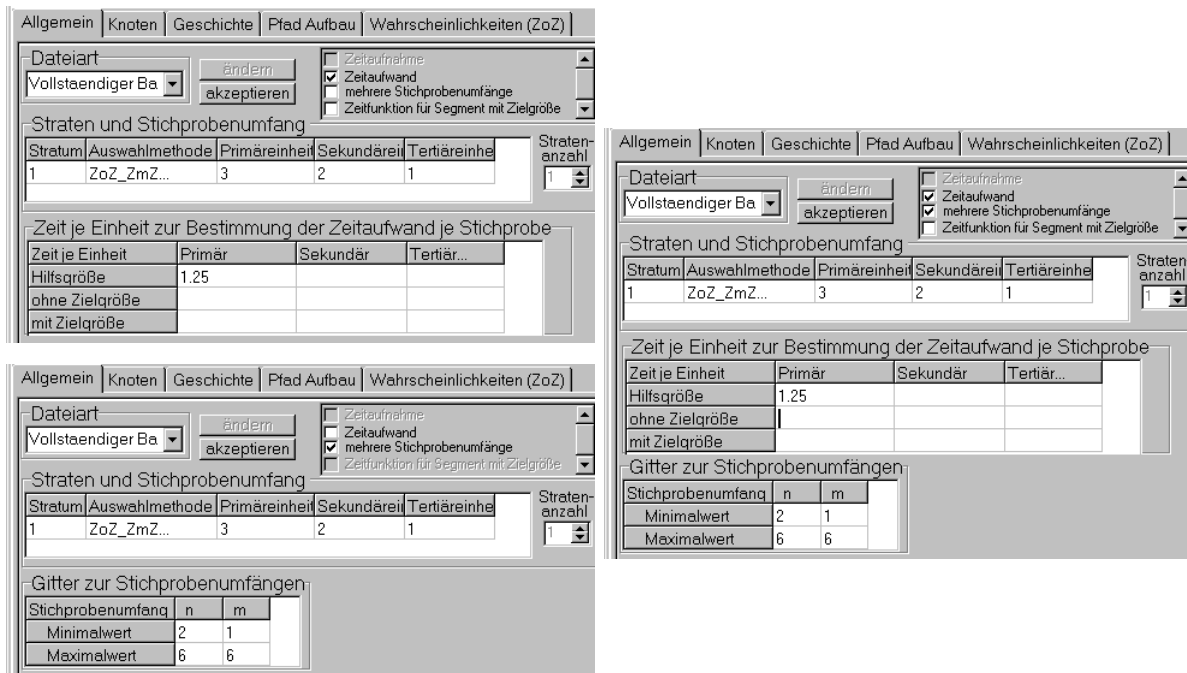 Allgemein Knoten Geschichte Pfad Aufbau Wahrscheinlichkeiten (ZoZ)
Dateiart
Vollstaendiger Ba
ändern
akzeptieren
Zeitaufnahme
Zeitaufwand
mehrere Stichprobenumfänge
Zeitfunktion für Segment mit Zielgröße
Straten und Stichprobenumfang
Stratum Auswahlmethode Primäreinheit Sekundäreii Tertiäreinhe
1 ZoZ_ZmZ... 3 2 1
Straten-
anzahl
1
Zeit je Einheit zur Bestimmung der Zeitaufwand je Stichprobe
Zeit je Einheit Primär Sekundär Tertiär...
Hilfsgröße 1.25
ohne Zielgröße
mit Zielgröße
Allgemein Knoten Geschichte Pfad Aufbau Wahrscheinlichkeiten (ZoZ)
Dateiart
Vollstaendiger Ba
ändern
akzeptieren
Zeitaufnahme
Zeitaufwand
mehrere Stichprobenumfänge
Zeitfunktion für Segment mit Zielgröße
Straten und Stichprobenumfang
Stratum Auswahlmethode Primäreinheit Sekundäreii Tertiäreinhe
1 ZoZ_ZmZ... 3 2 1
Straten-
anzahl
1
Gitter zur Stichprobenumfängen
Stichprobenumfang n m
Minimalwert 2 1
Maximalwert 6 6
Allgemein Knoten Geschichte Pfad Aufbau Wahrscheinlichkeiten (ZoZ)
Dateiart
Vollstaendiger Ba
ändern
akzeptieren
Zeitaufnahme
Zeitaufwand
mehrere Stichprobenumfänge
Zeitfunktion für Segment mit Zielgröße
Straten und Stichprobenumfang
Stratum Auswahlmethode Primäreinheit Sekundäreii Tertiäreinhe
1 ZoZ_ZmZ... 3 2 1
Straten
anzahl
1
Zeit je Einheit zur Bestimmung der Zeitaufwand je Stichprobe
Zeit je Einheit Primär Sekundär Tertiär...
Hilfsgröße 1.25
ohne Zielgröße
mit Zielgröße
Gitter zur Stichprobenumfängen
Stichprobenumfang n m
Minimalwert 2 1
Maximalwert 6 6